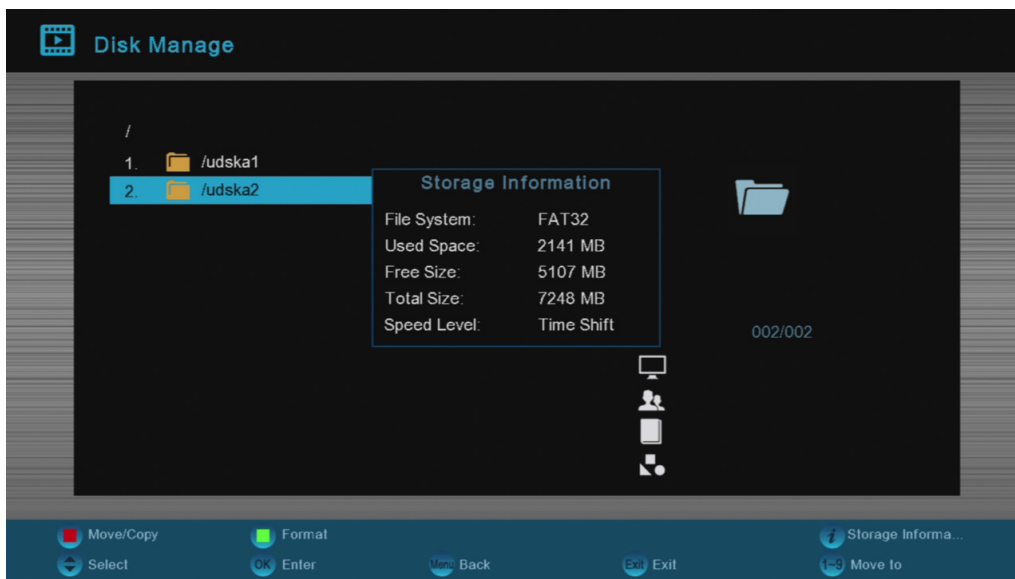 Disk Manage
/
1. /udska1
2. /udska2
Storage Information
File System: FAT32
Used Space: 2141 MB
Free Size: 5107 MB
Total Size: 7248 MB
Speed Level: Time Shift
002/002
Move/Copy Format i Storage Informa...
Select OK Enter Menu Back Exit Exit 1~9 Move to